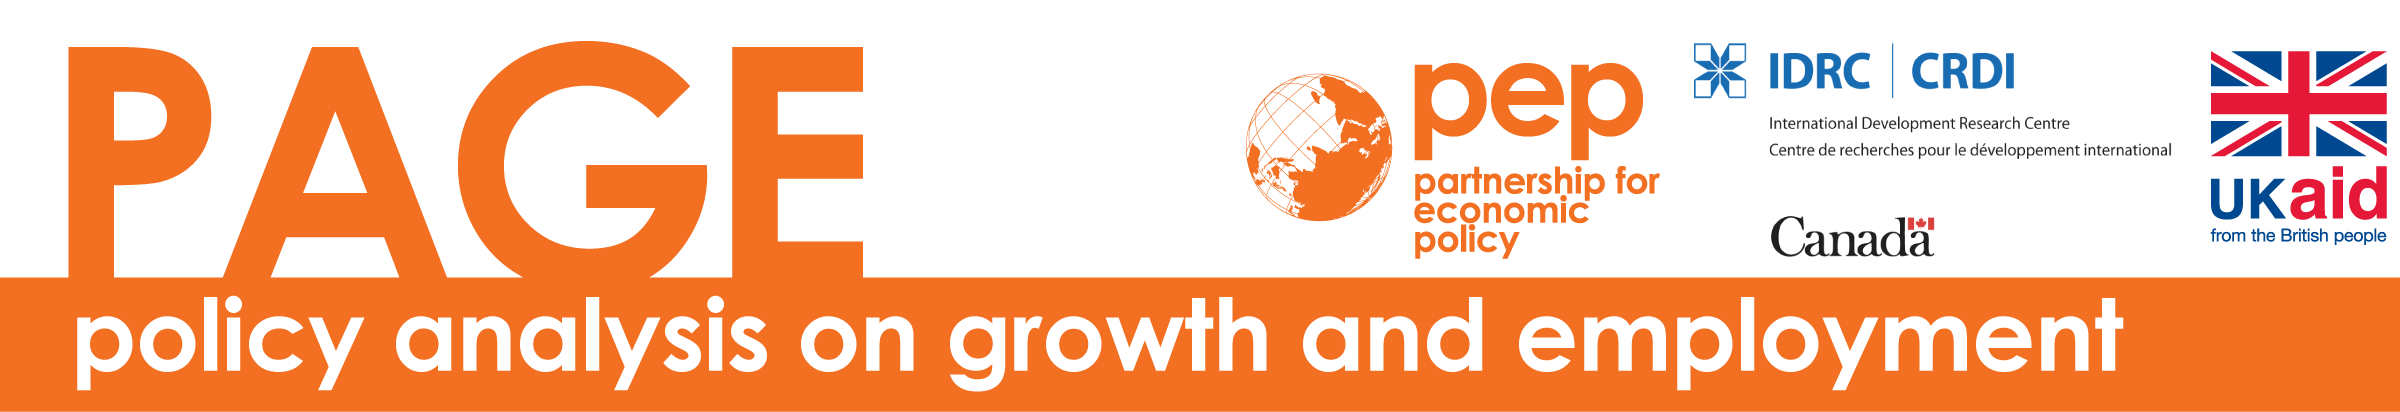 PAGE
pep
partnership for
economic
policy
IDRC | CRDI
International Development Research Centre
Centre de recherches pour le développement international
Canada
UKaid
from the British people
policy analysis on growth and employment